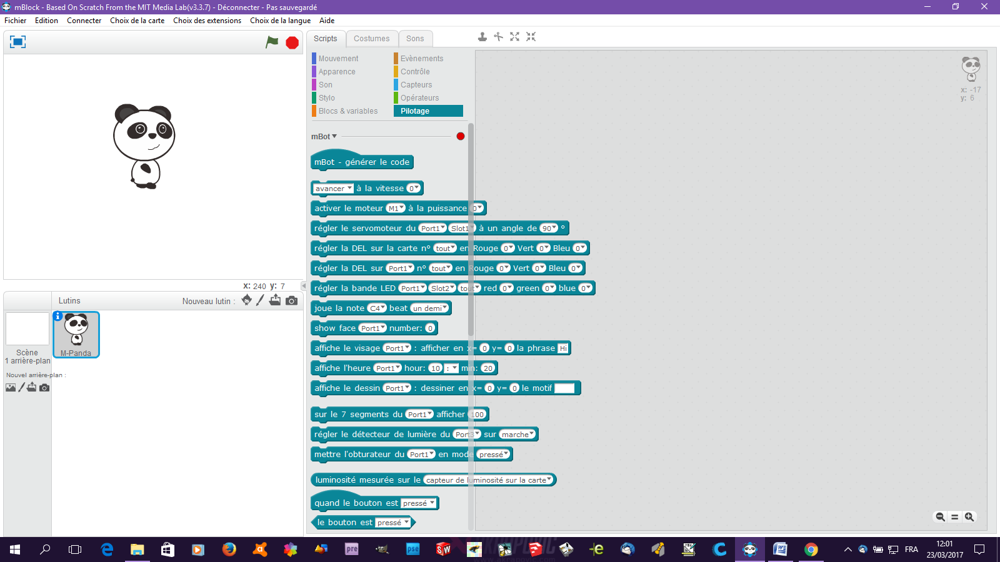 mBlock - Based On Scratch From the MIT Media Lab(v3.3.7) - Déconnecter - Pas sauvegardé
Fichier Edition Connecter Choix de la carte Choix des extensions Choix de la langue Aide
Scripts Costumes Sons
Mouvement Evènements
Apparence Contrôle
Son Capteurs
Stylo Opérateurs
Blocs & variables Pilotage
x: -17
y: 6
mBot
mBot - générer le code
avancer à la vitesse 0
activer le moteur M1 à la puissance 0
régler le servomoteur du Port1 Slot1 à un angle de 90 °
régler la DEL sur la carte n° tout en Rouge 0 Vert 0 Bleu 0
régler la DEL sur Port1 n° tout en Rouge 0 Vert 0 Bleu 0
régler la bande LED Port1 Slot2 tout red 0 green 0 blue 0
joue la note C4 beat un demi
show face Port1 number: 0
affiche le visage Port1 : afficher en x= 0 y= 0 la phrase Hi
affiche l'heure Port1 hour: 10 : min: 20
affiche le dessin Port1 : dessiner en x= 0 y= 0 le motif
sur le 7 segments du Port1 afficher 100
régler le détecteur de lumière du Port3 sur marche
mettre l'obturateur du Port1 en mode pressé
luminosité mesurée sur le capteur de luminosité sur la carte
quand le bouton est pressé
le bouton est pressé
x: 240 y: 7
Lutins Nouveau lutin :
M-Panda
Scène
1 arrière-plan
Nouvel arrière-plan :
pre pse SW
FRA
12:01
23/03/2017